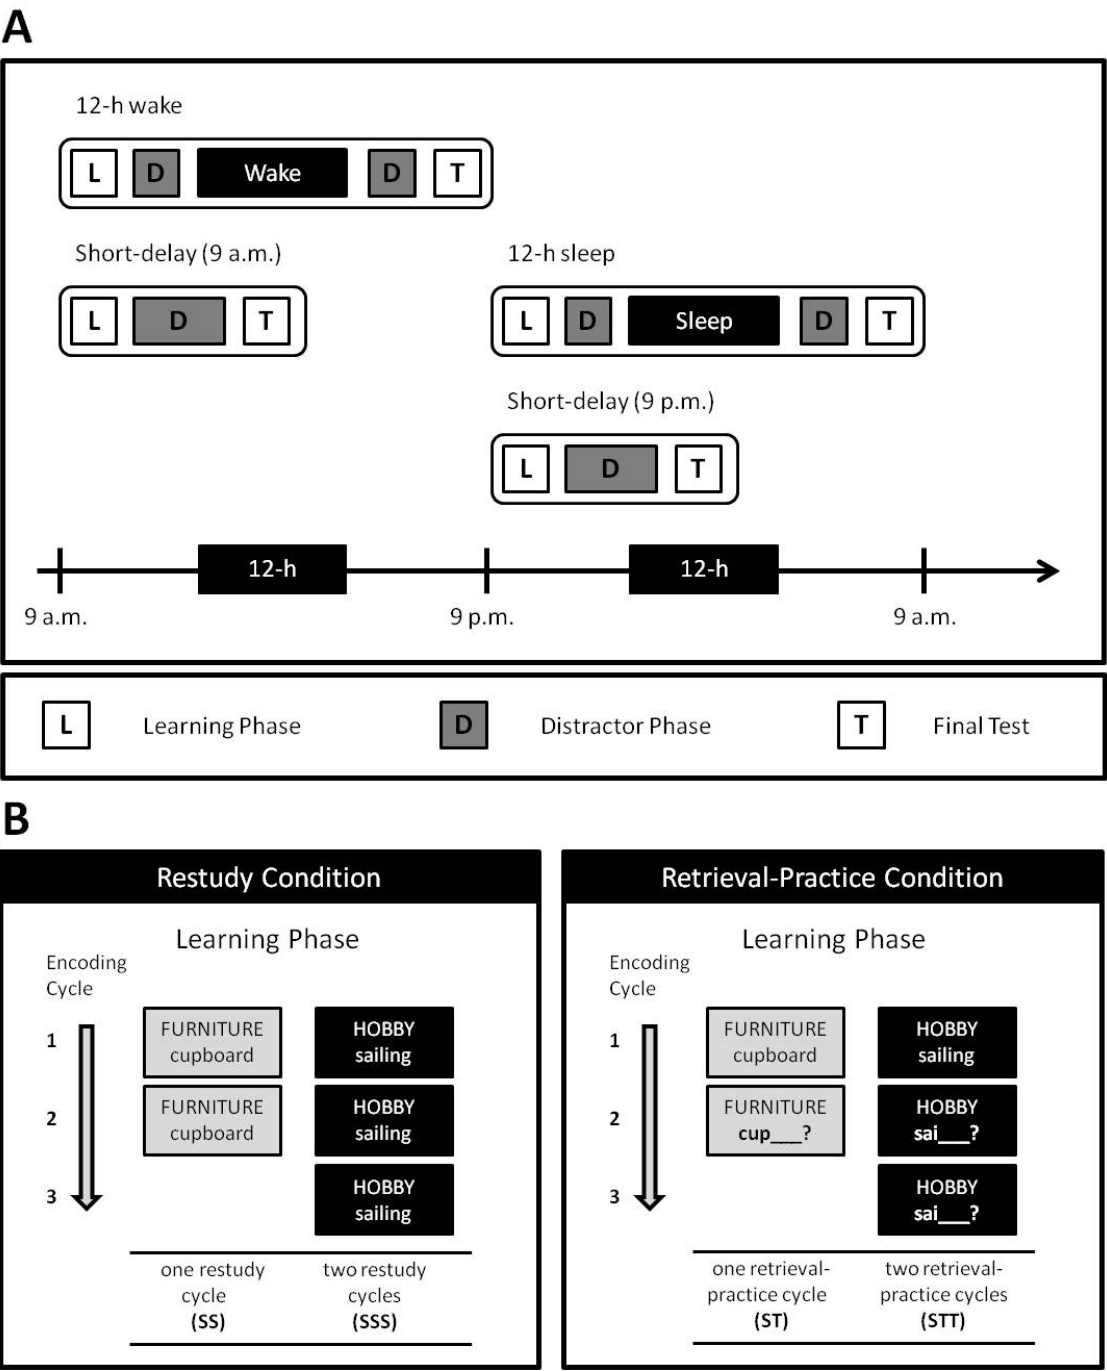 A
12-h wake
L D Wake D T
Short-delay (9 a.m.) 12-h sleep
L D T L D Sleep D T
Short-delay (9 p.m.)
L D T
12-h 12-h
9 a.m. 9 p.m. 9 a.m.
L Learning Phase D Distractor Phase T Final Test
B
Restudy Condition
Learning Phase
Encoding
Cycle
1 FURNITURE HOBBY
cupboard sailing
2 FURNITURE HOBBY
cupboard sailing
3 HOBBY
sailing
one restudy two restudy
cycle cycles
(SS) (SSS)
Retrieval-Practice Condition
Learning Phase
Encoding
Cycle
1 FURNITURE HOBBY
cupboard sailing
2 FURNITURE HOBBY
cup___? sai___?
3 HOBBY
sai___?
one retrieval- two retrieval-
practice cycle practice cycles
(ST) (STT)